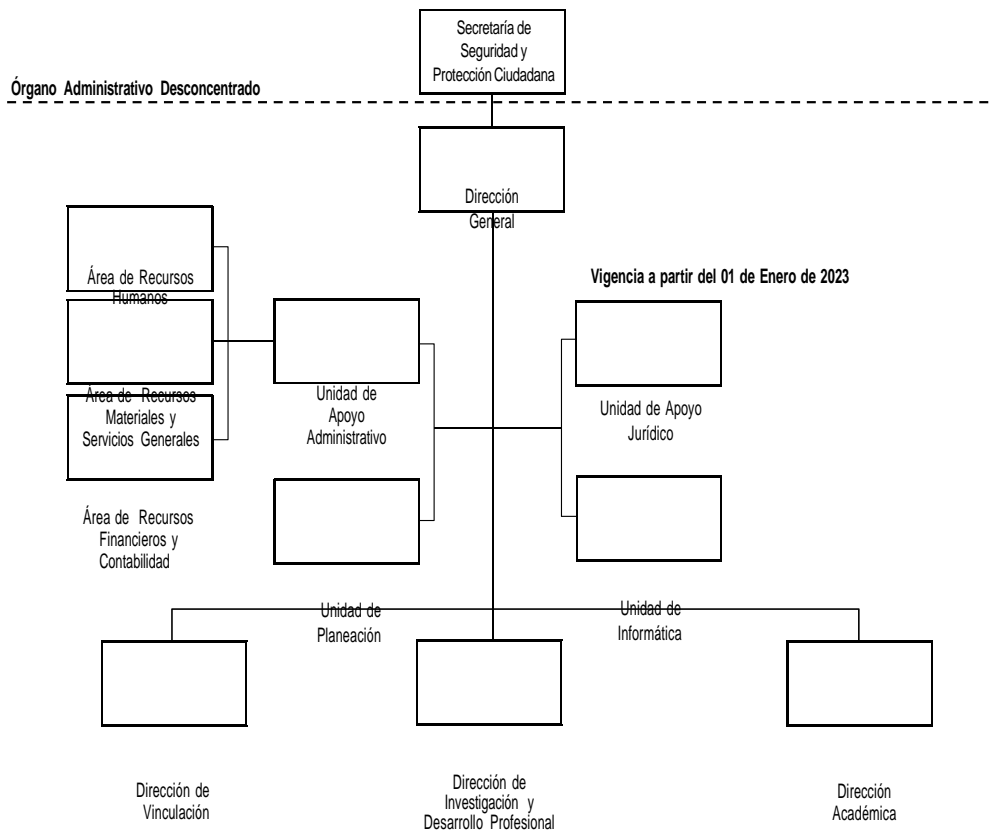 Secretaría de
Seguridad y
Protección Ciudadana
Órgano Administrativo Desconcentrado
Dirección
General
Área de Recursos
Humanos
Vigencia a partir del 01 de Enero de 2023
Área de Recursos
Materiales y
Servicios Generales
Unidad de
Apoyo
Administrativo
Unidad de Apoyo
Jurídico
Área de Recursos
Financieros y
Contabilidad
Unidad de
Planeación
Unidad de
Informática
Dirección de
Vinculación
Dirección de
Investigación y
Desarrollo Profesional
Dirección
Académica